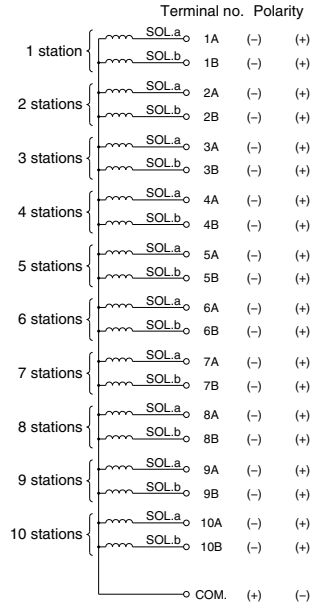 Terminal no. Polarity
1 station SOL.a 1A (−) (+)
SOL.b 1B (−) (+)
2 stations SOL.a 2A (−) (+)
SOL.b 2B (−) (+)
3 stations SOL.a 3A (−) (+)
SOL.b 3B (−) (+)
4 stations SOL.a 4A (−) (+)
SOL.b 4B (−) (+)
5 stations SOL.a 5A (−) (+)
SOL.b 5B (−) (+)
6 stations SOL.a 6A (−) (+)
SOL.b 6B (−) (+)
7 stations SOL.a 7A (−) (+)
SOL.b 7B (−) (+)
8 stations SOL.a 8A (−) (+)
SOL.b 8B (−) (+)
9 stations SOL.a 9A (−) (+)
SOL.b 9B (−) (+)
10 stations SOL.a 10A (−) (+)
SOL.b 10B (−) (+)
COM. (+) (−)